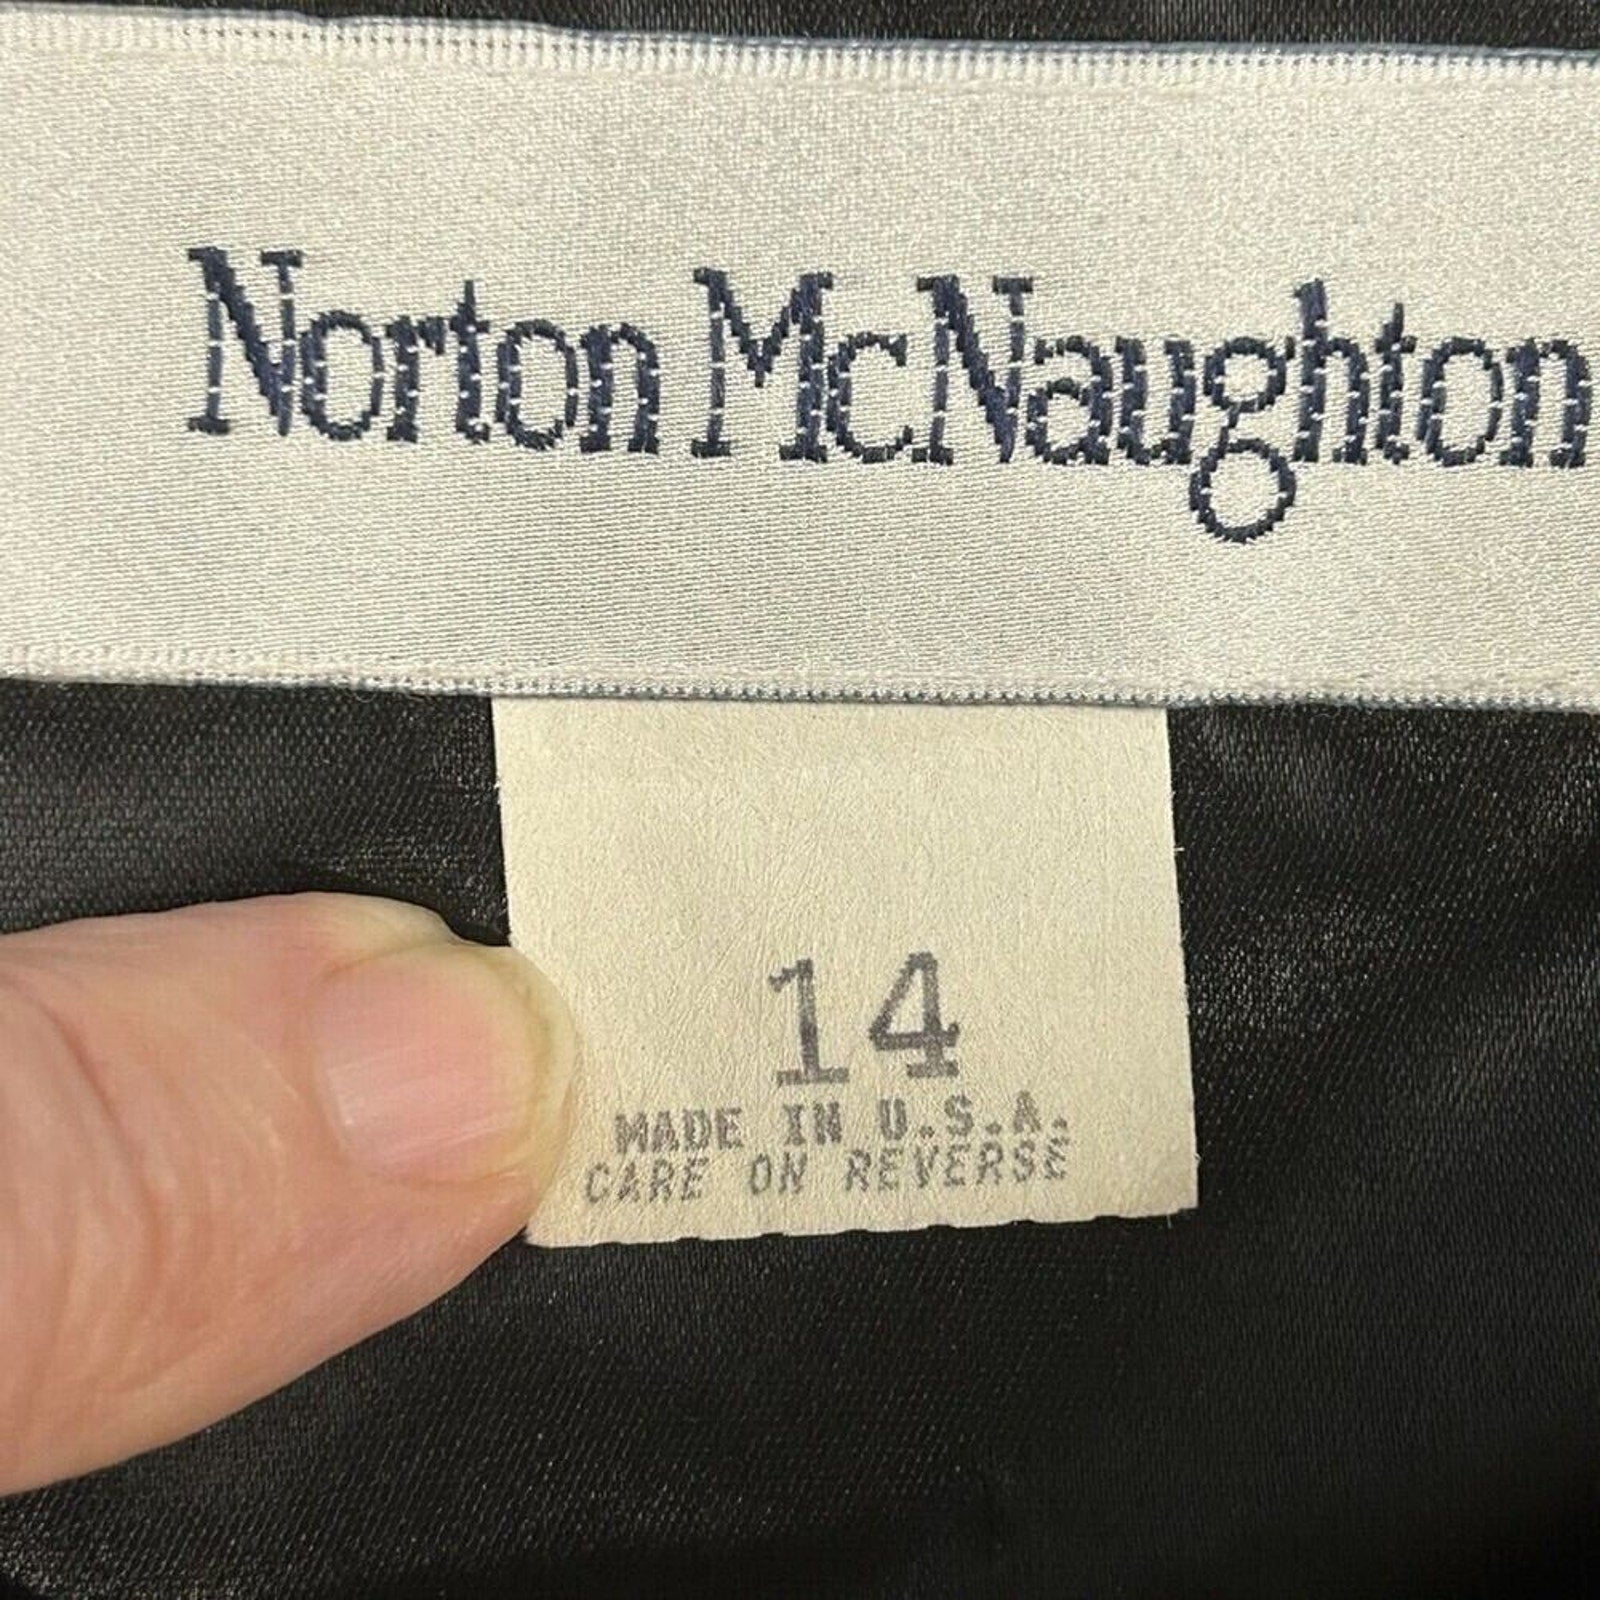 Norton McNaughton
14
MADE IN U.S.A.
CARE ON REVERSE